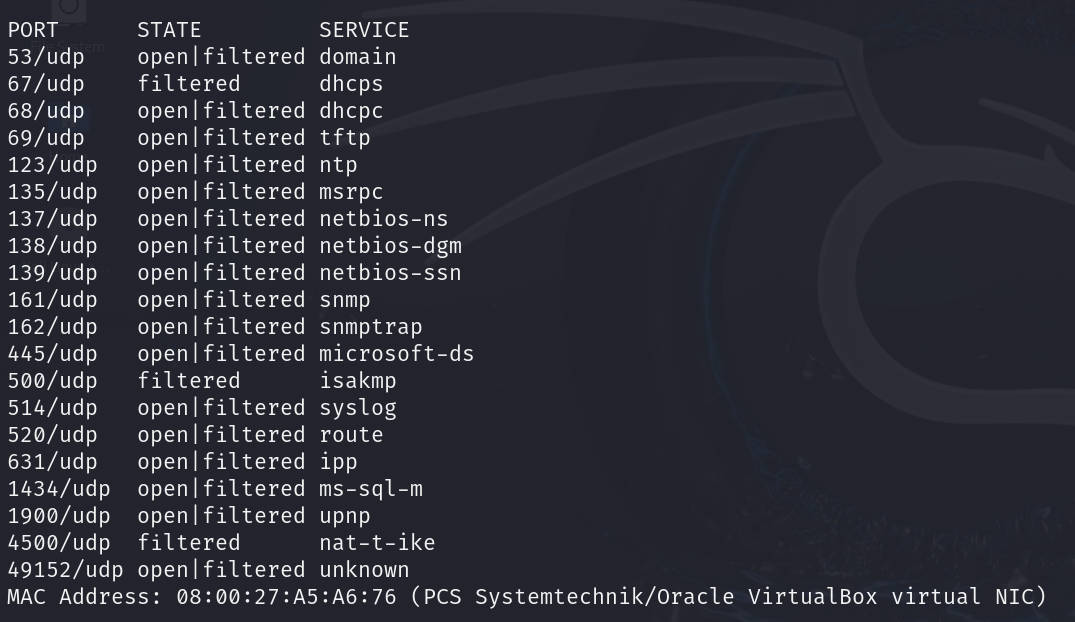 PORT STATE SERVICE
53/udp open|filtered domain
67/udp filtered dhcps
68/udp open|filtered dhcpc
69/udp open|filtered tftp
123/udp open|filtered ntp
135/udp open|filtered msrpc
137/udp open|filtered netbios-ns
138/udp open|filtered netbios-dgm
139/udp open|filtered netbios-ssn
161/udp open|filtered snmp
162/udp open|filtered snmptrap
445/udp open|filtered microsoft-ds
500/udp filtered isakmp
514/udp open|filtered syslog
520/udp open|filtered route
631/udp open|filtered ipp
1434/udp open|filtered ms-sql-m
1900/udp open|filtered upnp
4500/udp filtered nat-t-ike
49152/udp open|filtered unknown
MAC Address: 08:00:27:A5:A6:76 (PCS Systemtechnik/Oracle VirtualBox virtual NIC)